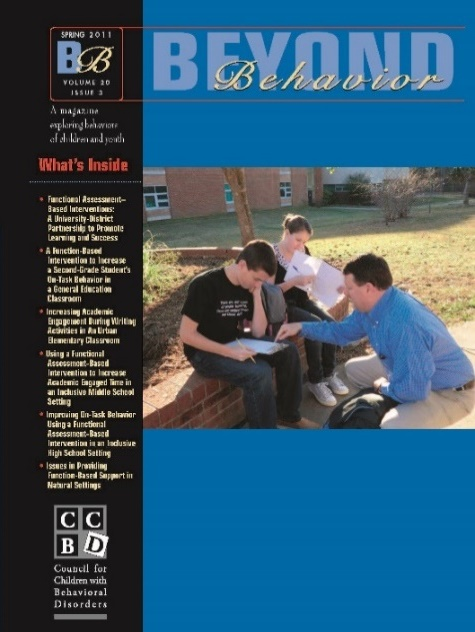 SPRING 2011
BB
VOLUME 20
ISSUE 3
BEYOND
Behavior
A magazine
exploring behaviors
of children and youth
What's Inside
• Functional Assessment–
Based Interventions:
A University-District
Partnership to Promote
Learning and Success
• A Function-Based
Intervention to Increase
a Second-Grade Student's
On-Task Behavior in
a General Education
Classroom
• Increasing Academic
Engagement During Writing
Activities in An Urban
Elementary Classroom
• Using a Functional
Assessment-Based
Intervention to Increase
Academic Engaged Time in
an Inclusive Middle School
Setting
• Improving On-Task Behavior
Using a Functional
Assessment-Based
Intervention in an Inclusive
High School Setting
• Issues in Providing
Function-Based Support in
Natural Settings
CC
BD
Council for
Children with
Behavioral
Disorders